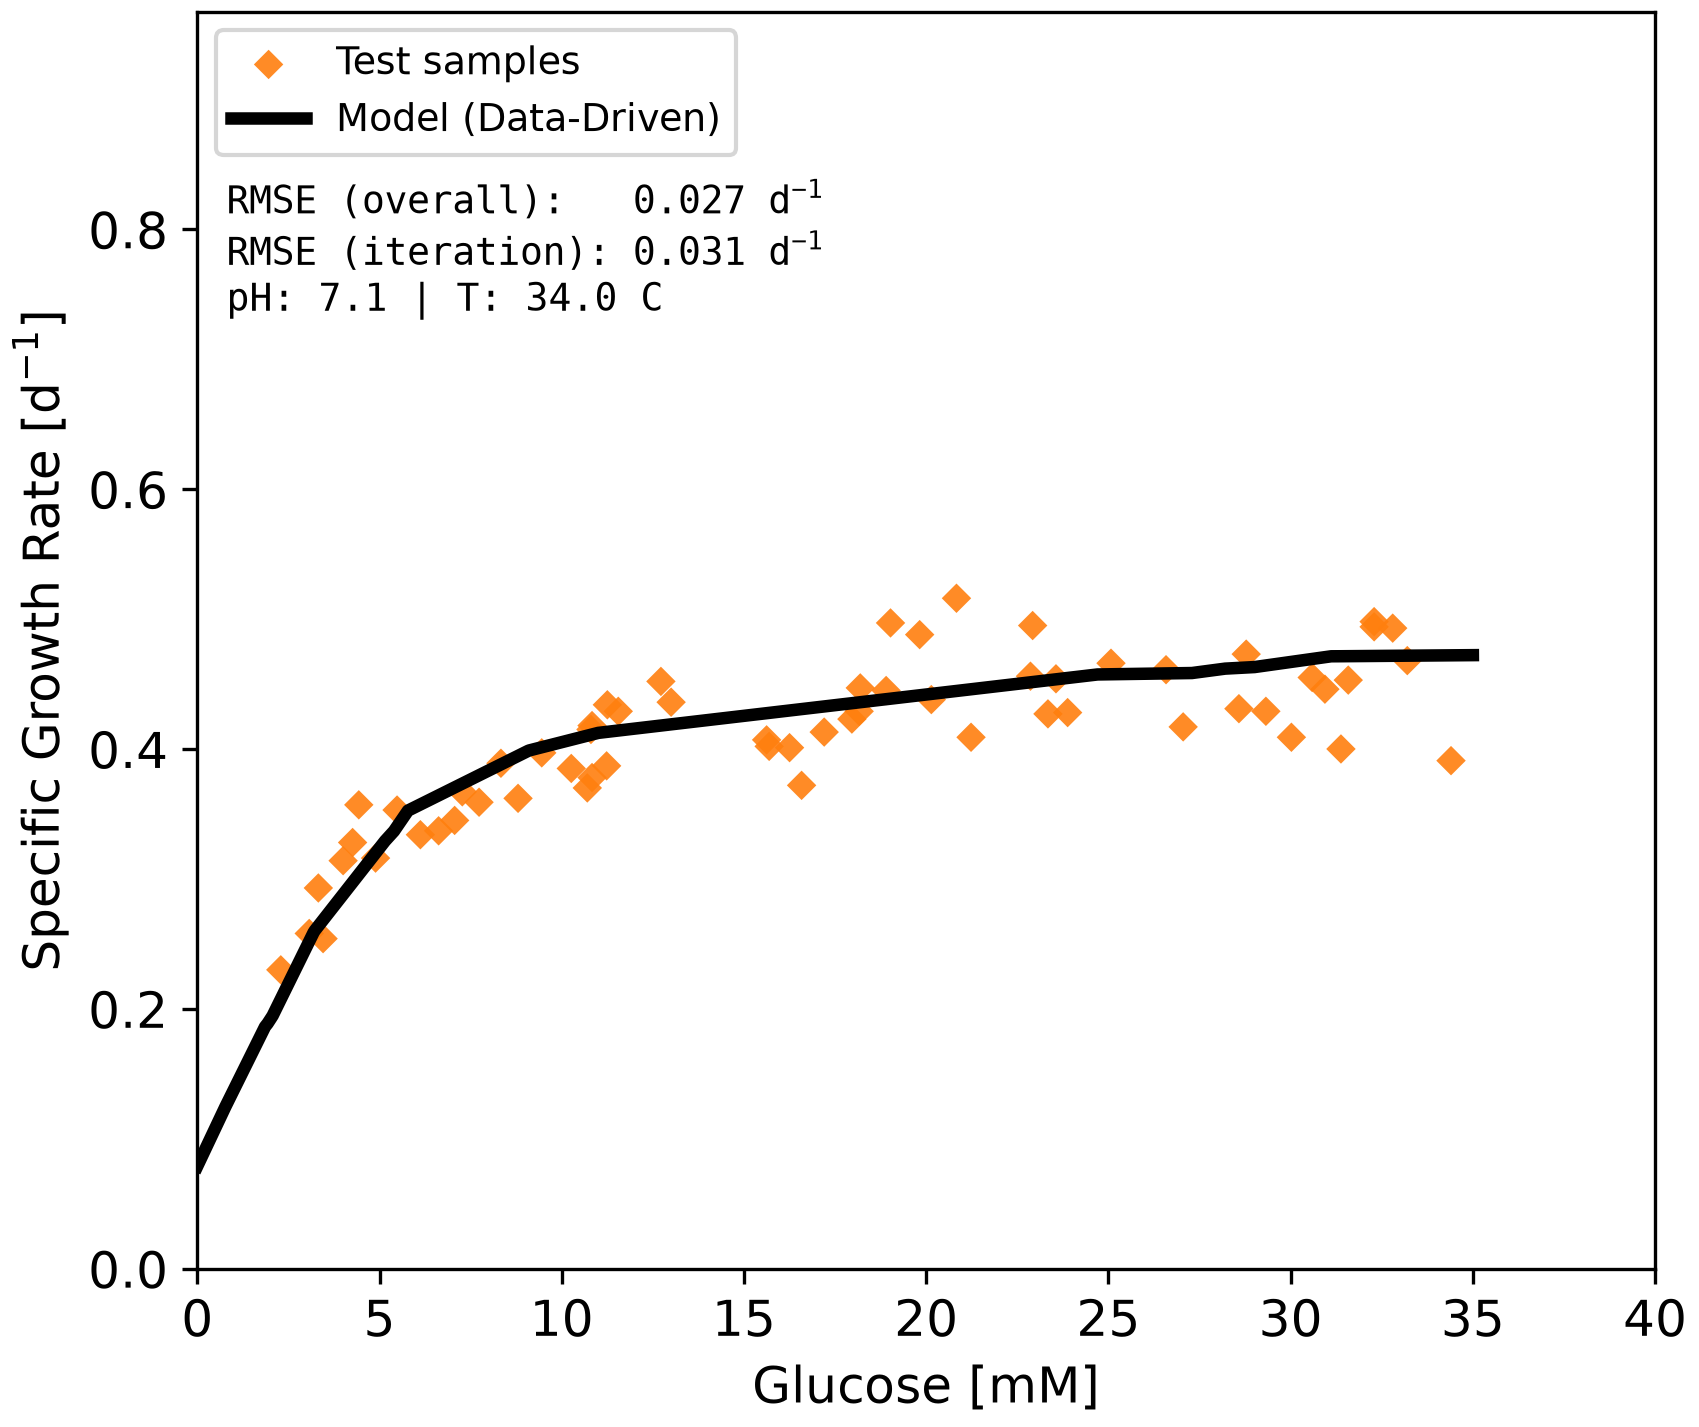 Test samples
Model (Data-Driven)
RMSE (overall):   0.027 d⁻¹
RMSE (iteration): 0.031 d⁻¹
pH: 7.1 | T: 34.0 C
Specific Growth Rate [d⁻¹]
0.8
0.6
0.4
0.2
0.0
0 5 10 15 20 25 30 35 40
Glucose [mM]